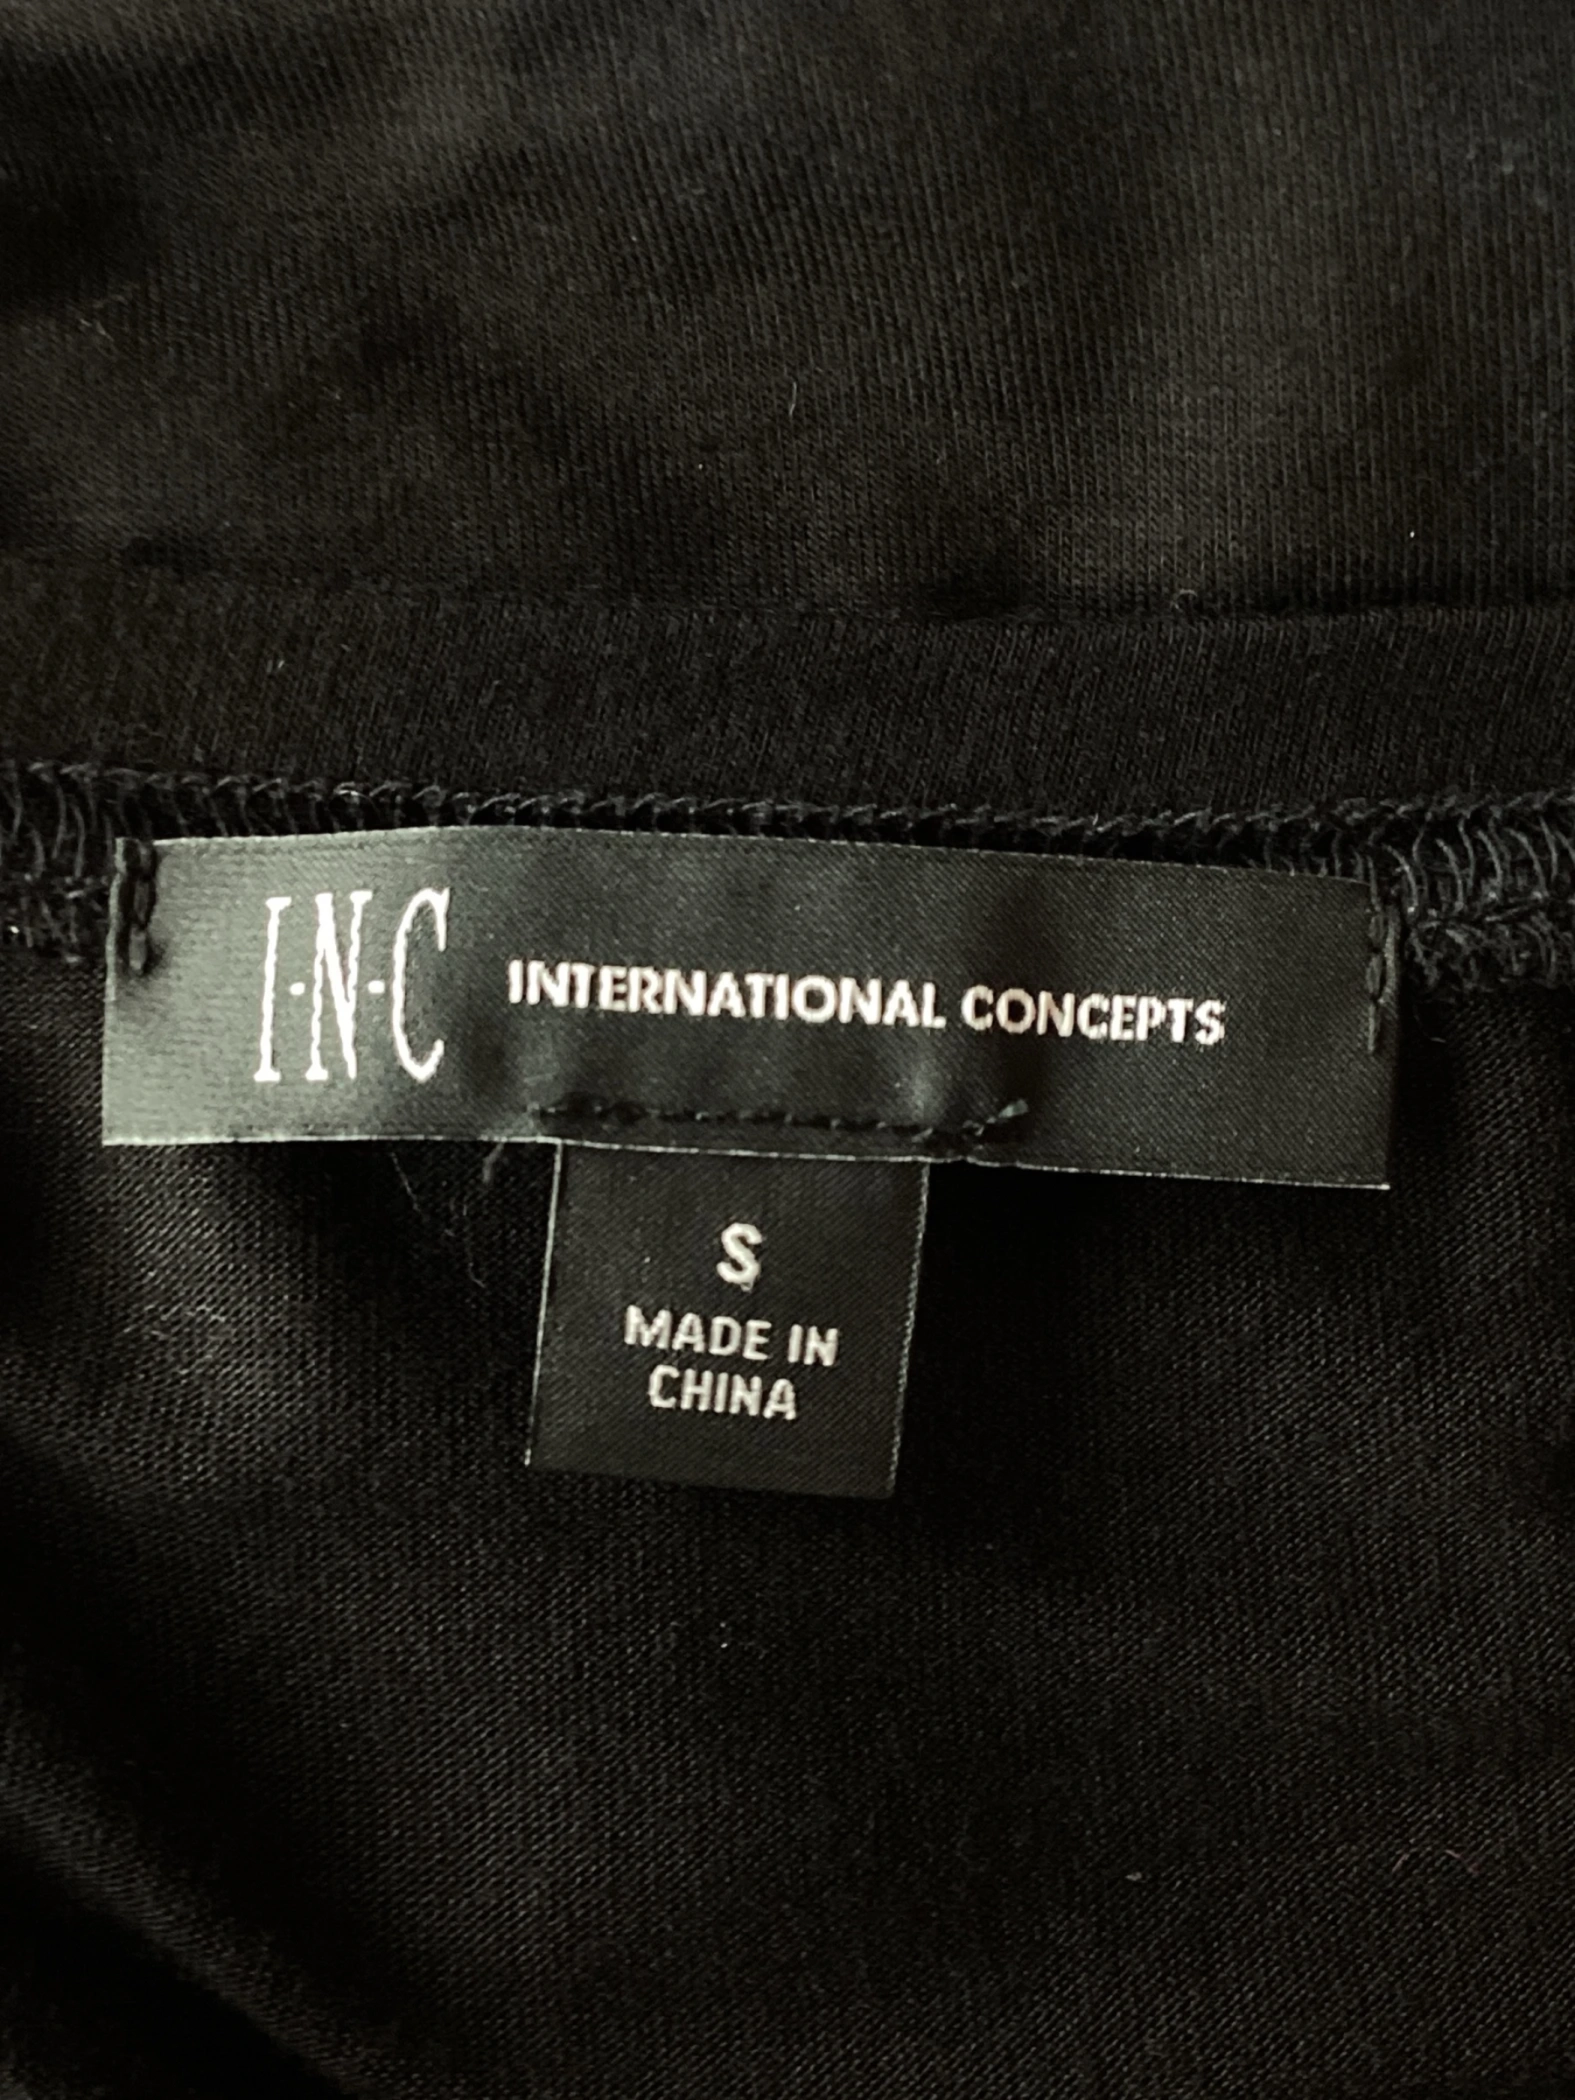 I·N·C INTERNATIONAL CONCEPTS
S
MADE IN
CHINA